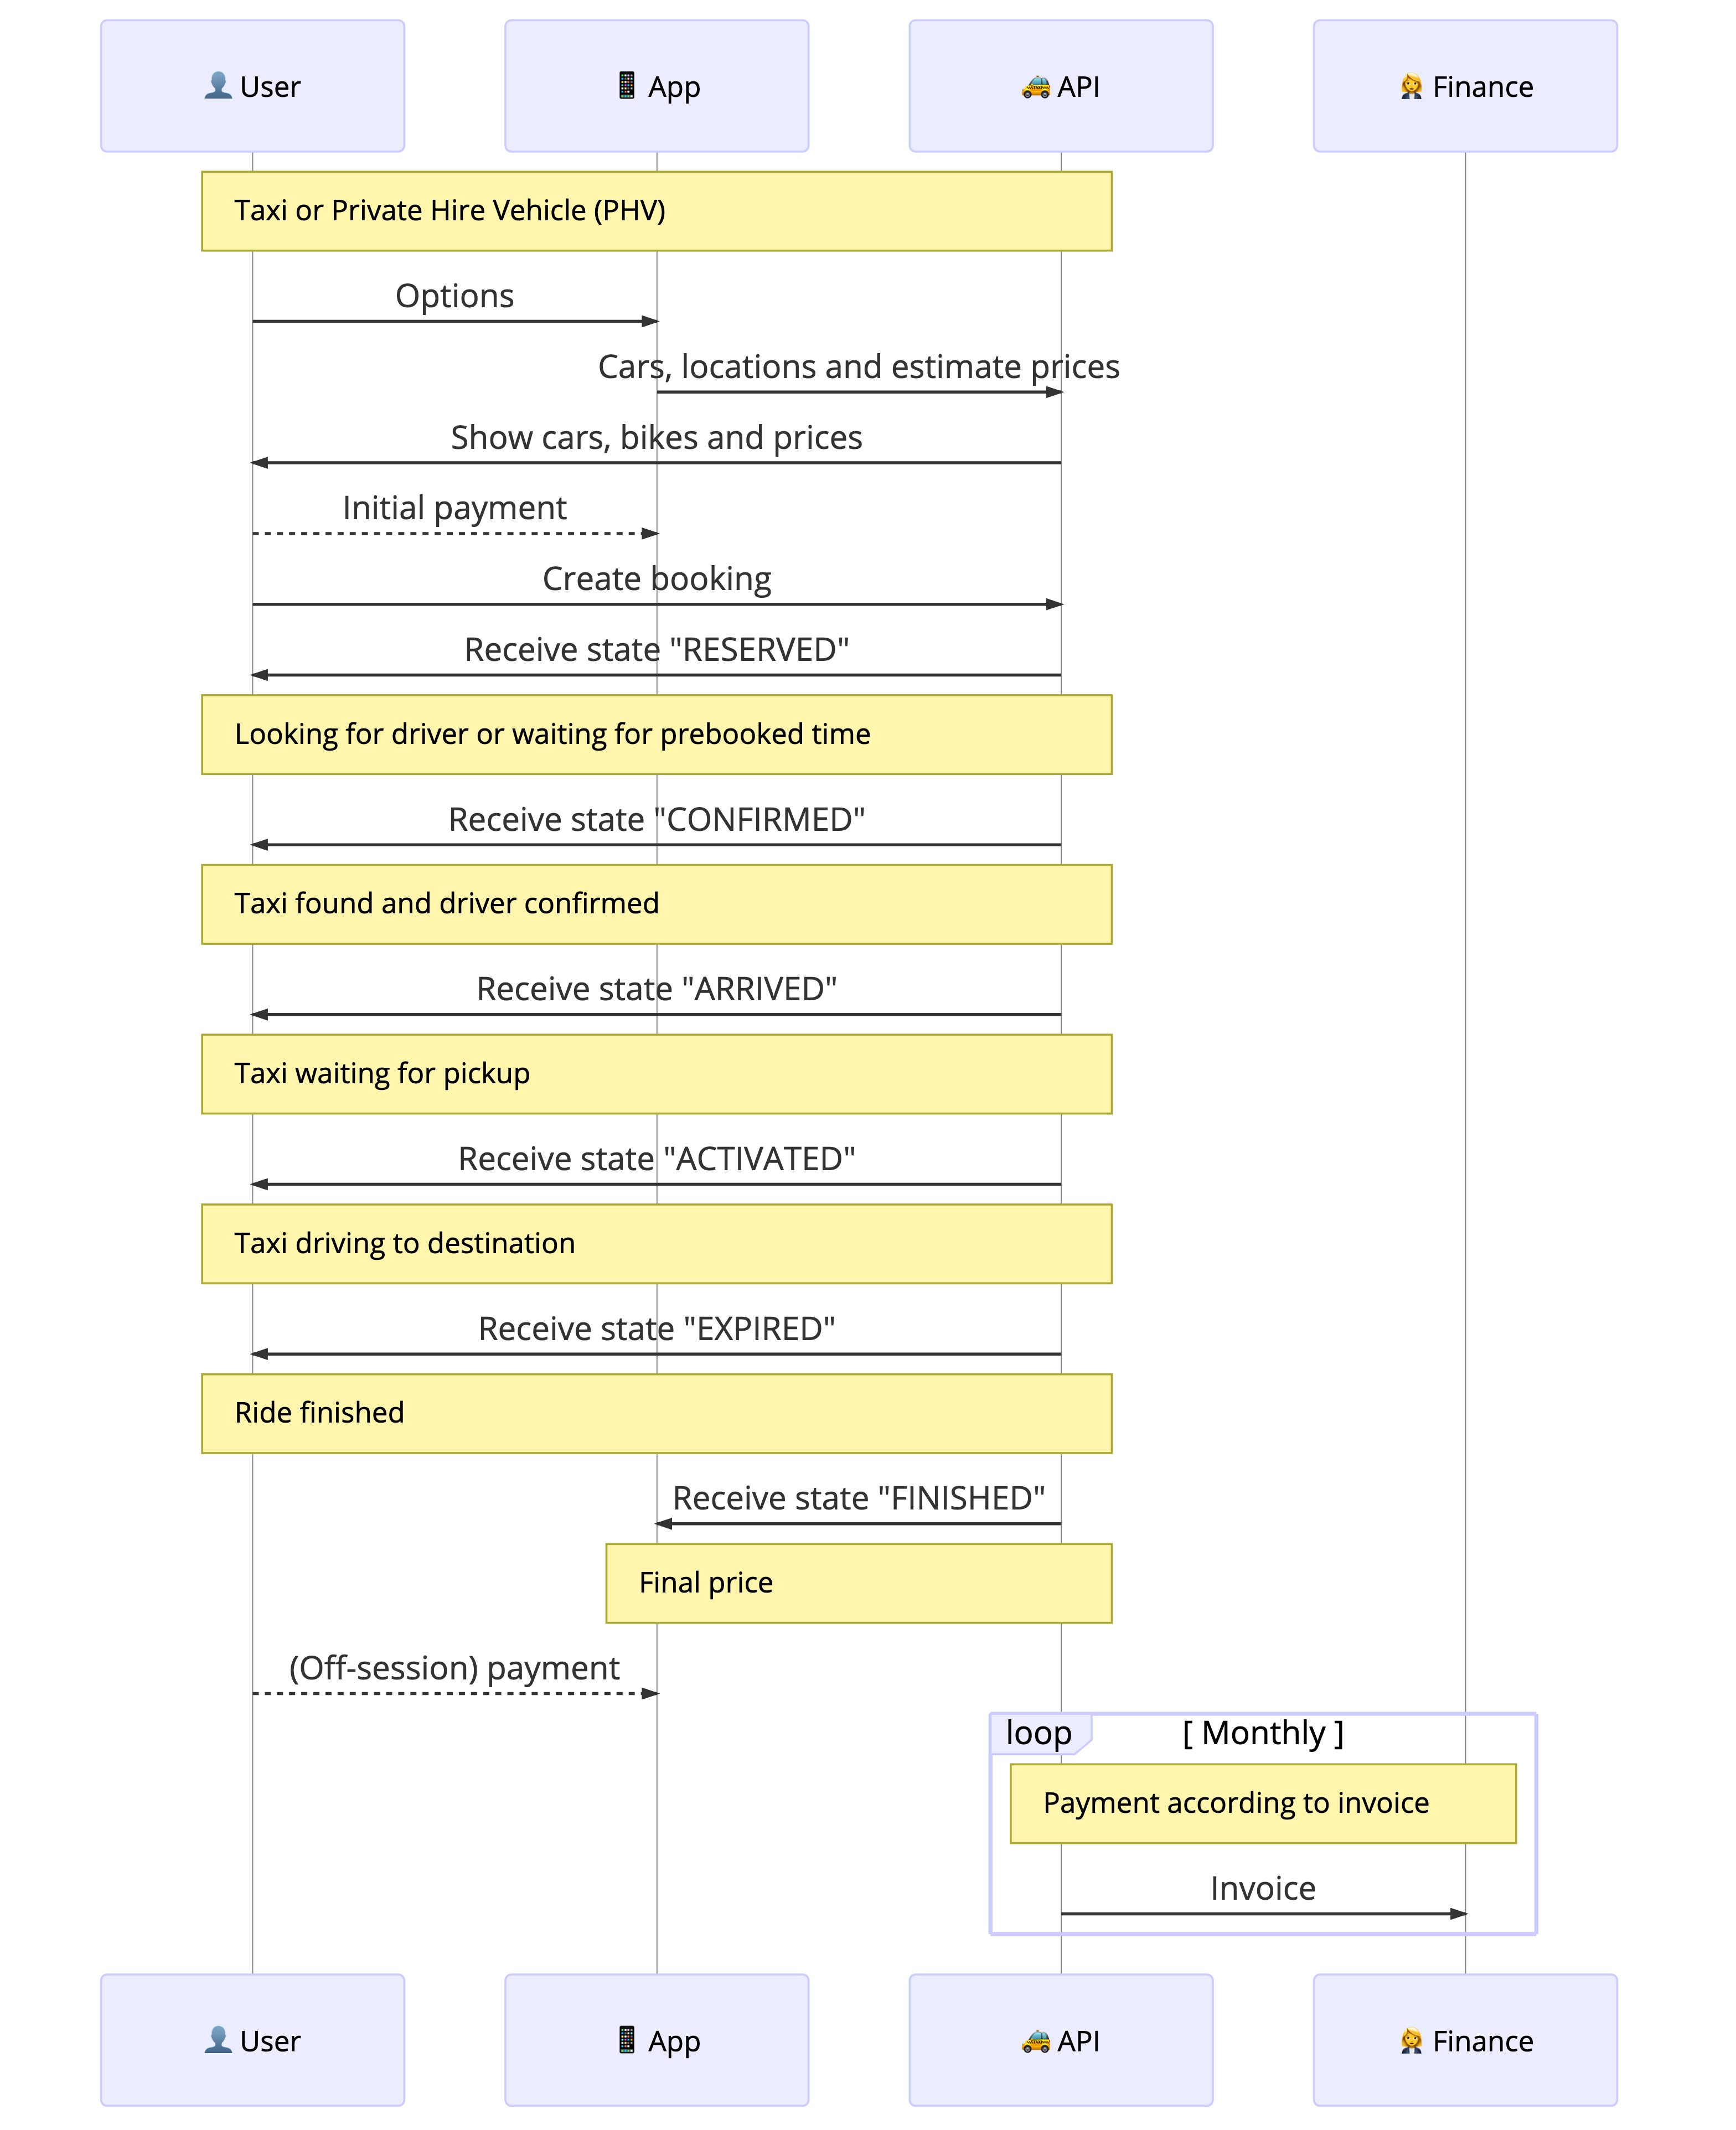 User
App
API
Finance
Taxi or Private Hire Vehicle (PHV)
Options
Cars, locations and estimate prices
Show cars, bikes and prices
Initial payment
Create booking
Receive state "RESERVED"
Looking for driver or waiting for prebooked time
Receive state "CONFIRMED"
Taxi found and driver confirmed
Receive state "ARRIVED"
Taxi waiting for pickup
Receive state "ACTIVATED"
Taxi driving to destination
Receive state "EXPIRED"
Ride finished
Receive state "FINISHED"
Final price
(Off-session) payment
loop
[ Monthly ]
Payment according to invoice
Invoice
User
App
API
Finance